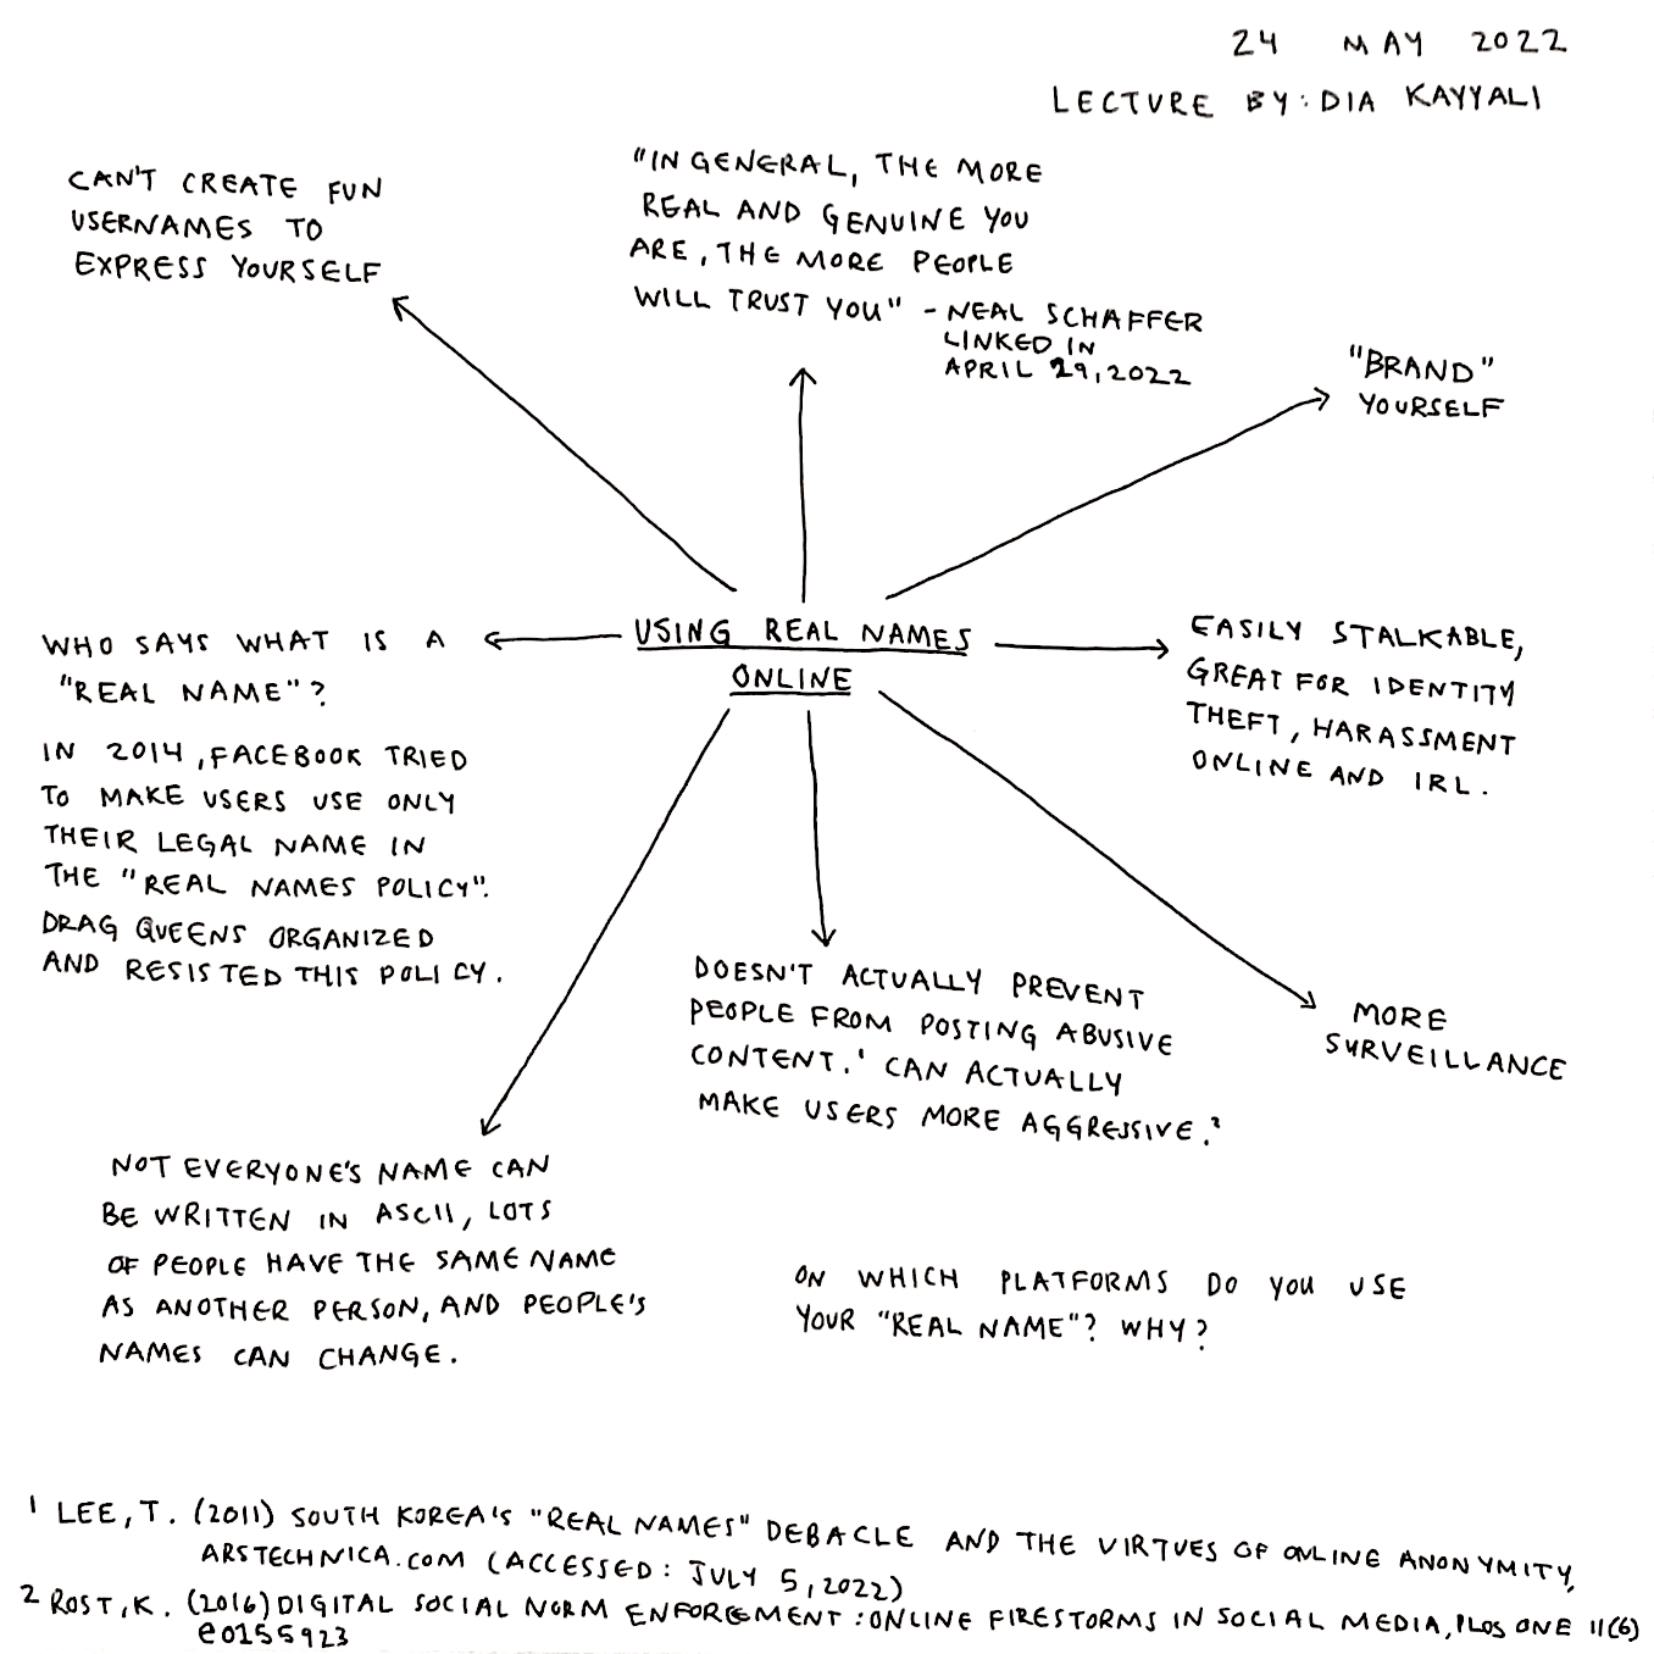 24 MAY 2022
LECTURE BY: DIA KAYYALI
CAN'T CREATE FUN
USERNAMES TO
EXPRESS YOURSELF
"IN GENERAL, THE MORE
REAL AND GENUINE YOU
ARE, THE MORE PEOPLE
WILL TRUST YOU" - NEAL SCHAFFER
LINKED IN
APRIL 29, 2022
"BRAND"
YOURSELF
USING REAL NAMES
ONLINE
WHO SAYS WHAT IS A
"REAL NAME"?
IN 2014, FACEBOOK TRIED
TO MAKE USERS USE ONLY
THEIR LEGAL NAME IN
THE "REAL NAMES POLICY".
DRAG QUEENS ORGANIZED
AND RESISTED THIS POLICY.
EASILY STALKABLE,
GREAT FOR IDENTITY
THEFT, HARASSMENT
ONLINE AND IRL.
DOESN'T ACTUALLY PREVENT
PEOPLE FROM POSTING ABUSIVE
CONTENT.¹ CAN ACTUALLY
MAKE USERS MORE AGGRESSIVE.²
MORE
SURVEILLANCE
NOT EVERYONE'S NAME CAN
BE WRITTEN IN ASCII, LOTS
OF PEOPLE HAVE THE SAME NAME
AS ANOTHER PERSON, AND PEOPLE'S
NAMES CAN CHANGE.
ON WHICH PLATFORMS DO YOU USE
YOUR "REAL NAME"? WHY?
¹ LEE, T. (2011) SOUTH KOREA'S "REAL NAMES" DEBACLE AND THE VIRTUES OF ONLINE ANONYMITY,
ARSTECHNICA.COM (ACCESSED: JULY 5, 2022)
² ROST, K. (2016) DIGITAL SOCIAL NORM ENFORCEMENT: ONLINE FIRESTORMS IN SOCIAL MEDIA, PLOS ONE 11(6)
e0155923